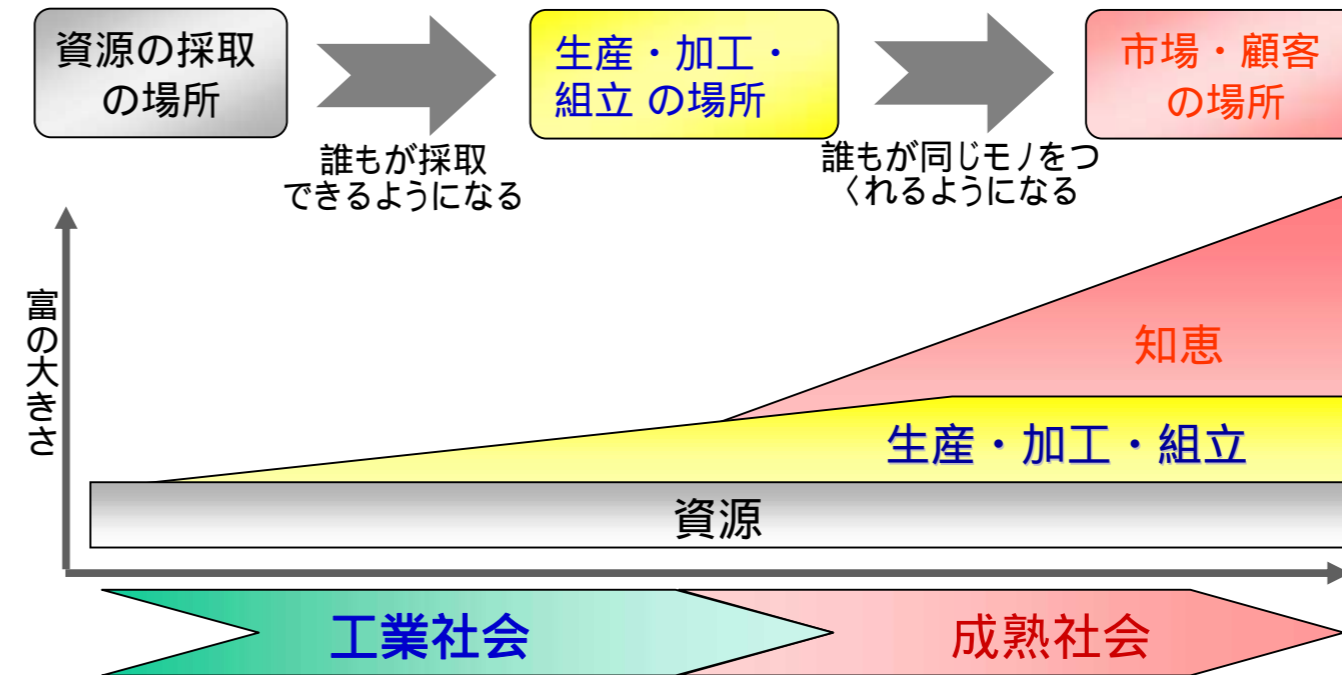 資源の採取
の場所
生産・加工・
組立 の場所
市場・顧客
の場所
誰もが採取
できるようになる
誰もが同じモノをつ
くれるようになる
富の大きさ
知恵
生産・加工・組立
資源
工業社会
成熟社会